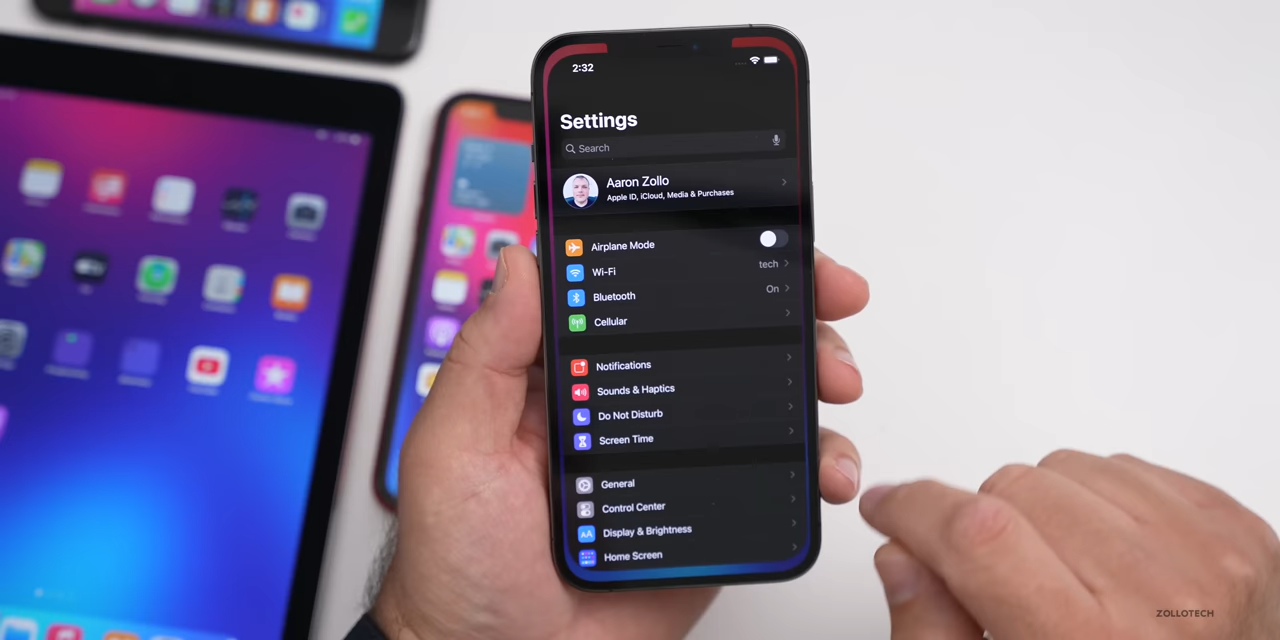 2:32
Settings
Search
Aaron Zollo
Apple ID, iCloud, Media & Purchases
Airplane Mode
Wi-Fi tech
Bluetooth On
Cellular
Notifications
Sounds & Haptics
Do Not Disturb
Screen Time
General
Control Center
AA Display & Brightness
Home Screen
ZOLLOTECH